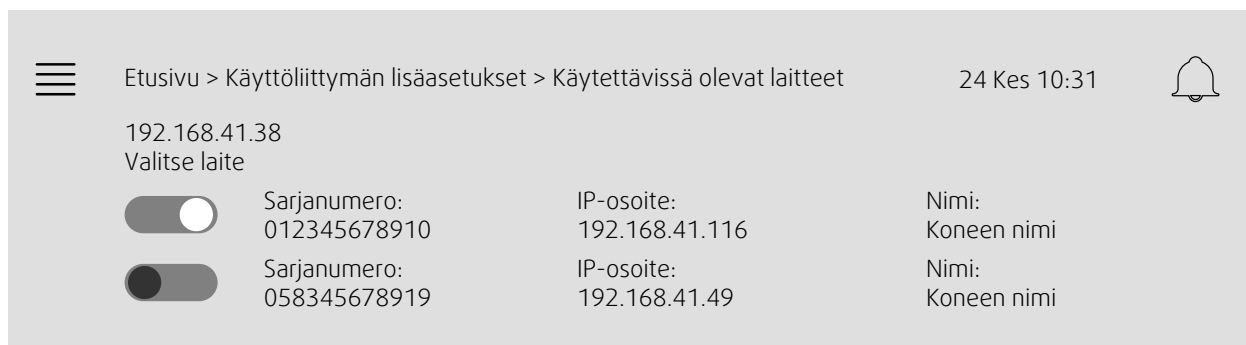 Etusivu > Käyttöliittymän lisäasetukset > Käytettävissä olevat laitteet 24 Kes 10:31
192.168.41.38
Valitse laite
Sarjanumero: IP-osoite: Nimi:
012345678910 192.168.41.116 Koneen nimi
Sarjanumero: IP-osoite: Nimi:
058345678919 192.168.41.49 Koneen nimi